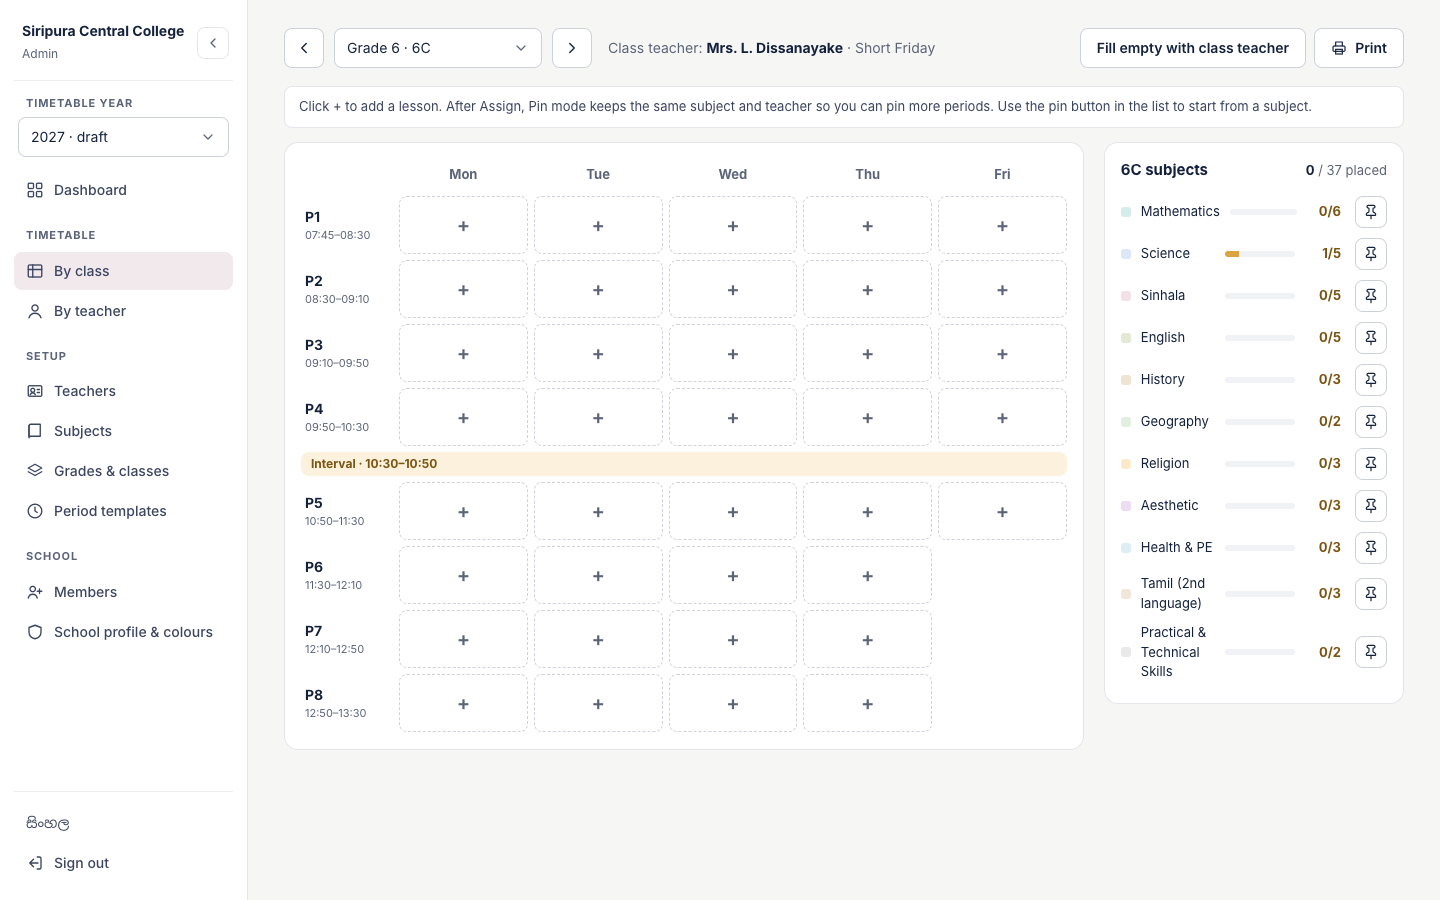 Siripura Central College
Admin
TIMETABLE YEAR
2027 · draft
Dashboard
TIMETABLE
By class
By teacher
SETUP
Teachers
Subjects
Grades & classes
Period templates
SCHOOL
Members
School profile & colours
සිංහල
Sign out
Grade 6 · 6C
Class teacher: Mrs. L. Dissanayake · Short Friday
Fill empty with class teacher
Print
Click + to add a lesson. After Assign, Pin mode keeps the same subject and teacher so you can pin more periods. Use the pin button in the list to start from a subject.
Mon Tue Wed Thu Fri
P1 + + + + +
07:45–08:30
P2 + + + + +
08:30–09:10
P3 + + + + +
09:10–09:50
P4 + + + + +
09:50–10:30
Interval · 10:30–10:50
P5 + + + + +
10:50–11:30
P6 + + + +
11:30–12:10
P7 + + + +
12:10–12:50
P8 + + + +
12:50–13:30
6C subjects 0 / 37 placed
Mathematics 0/6
Science 1/5
Sinhala 0/5
English 0/5
History 0/3
Geography 0/2
Religion 0/3
Aesthetic 0/3
Health & PE 0/3
Tamil (2nd
language) 0/3
Practical &
Technical 0/2
Skills